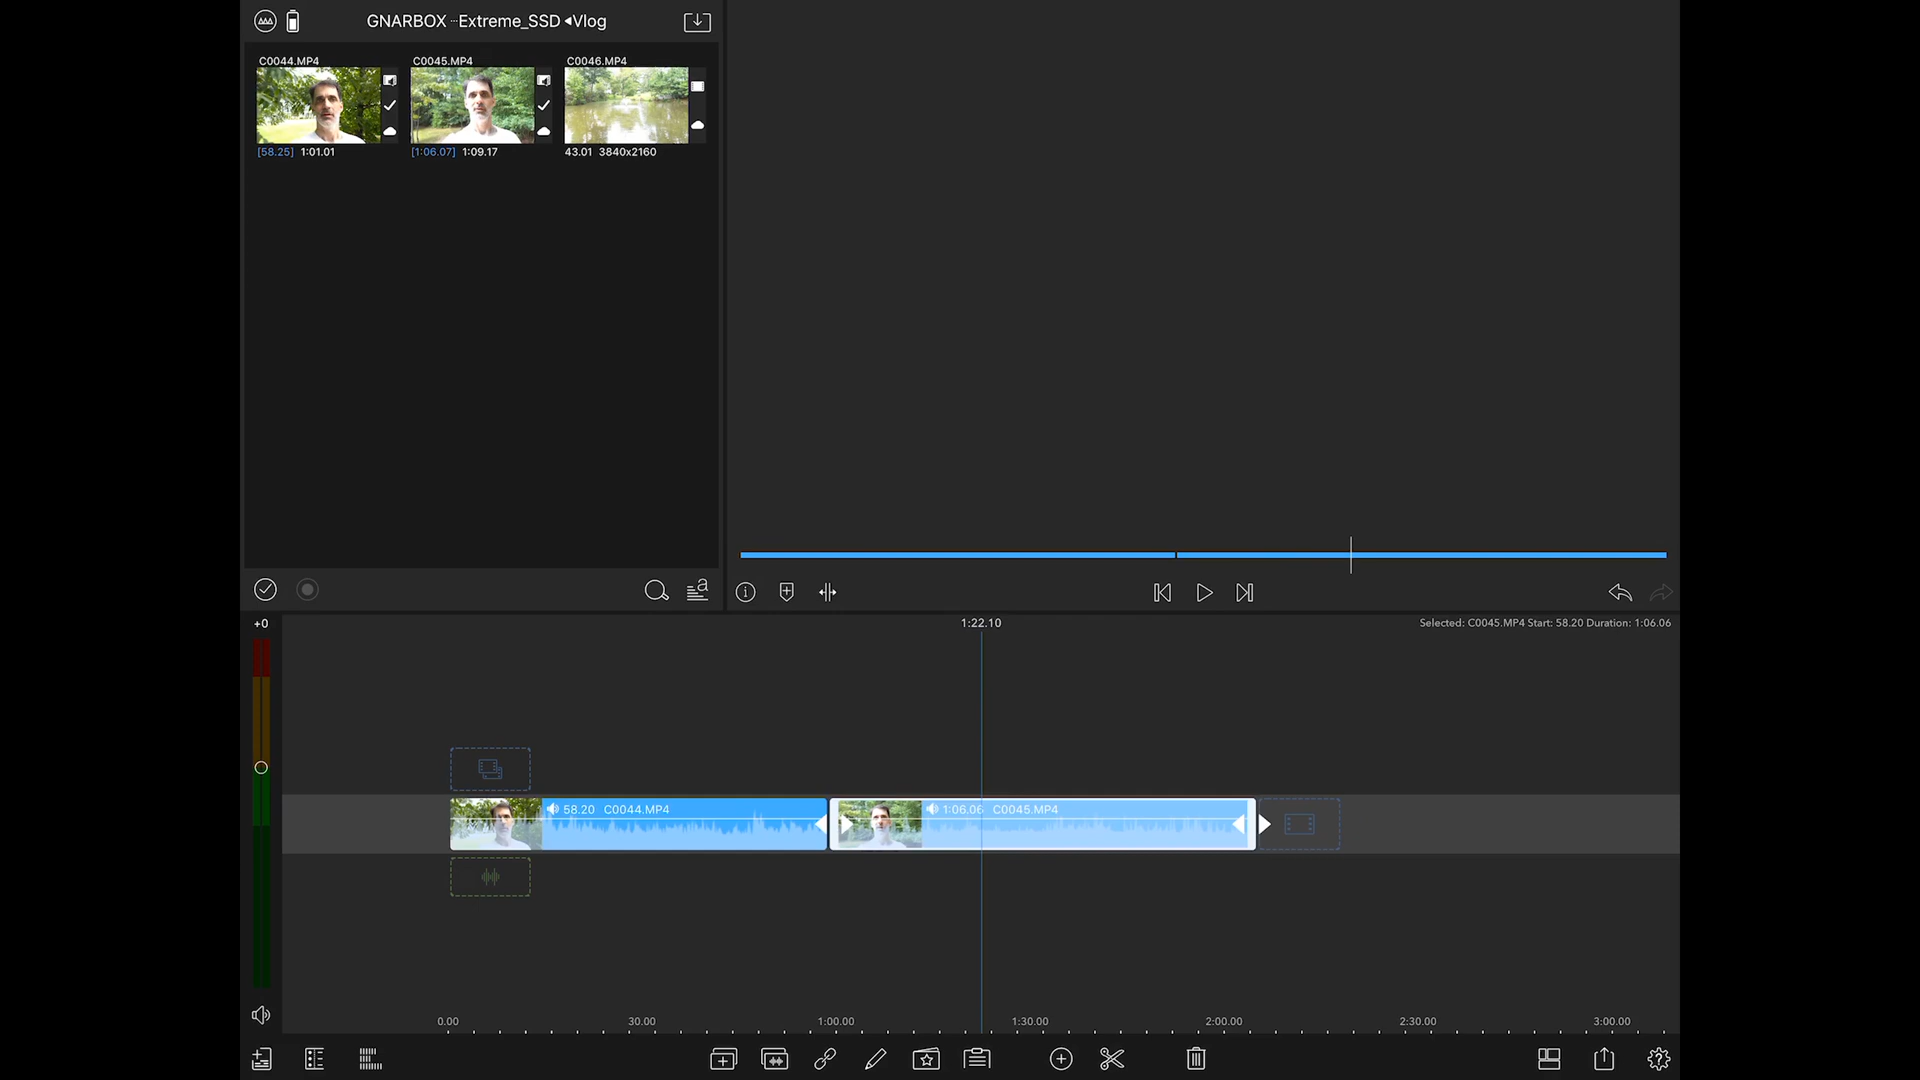 GNARBOX ··Extreme_SSD ◂Vlog
C0044.MP4
C0045.MP4
C0046.MP4
[58.25] 1:01.01
[1:06.07] 1:09.17
43.01 3840x2160
+0
1:22.10
Selected: C0045.MP4 Start: 58.20 Duration: 1:06.06
58.20 C0044.MP4
1:06.06 C0045.MP4
0.00
30.00
1:00.00
1:30.00
2:00.00
2:30.00
3:00.00